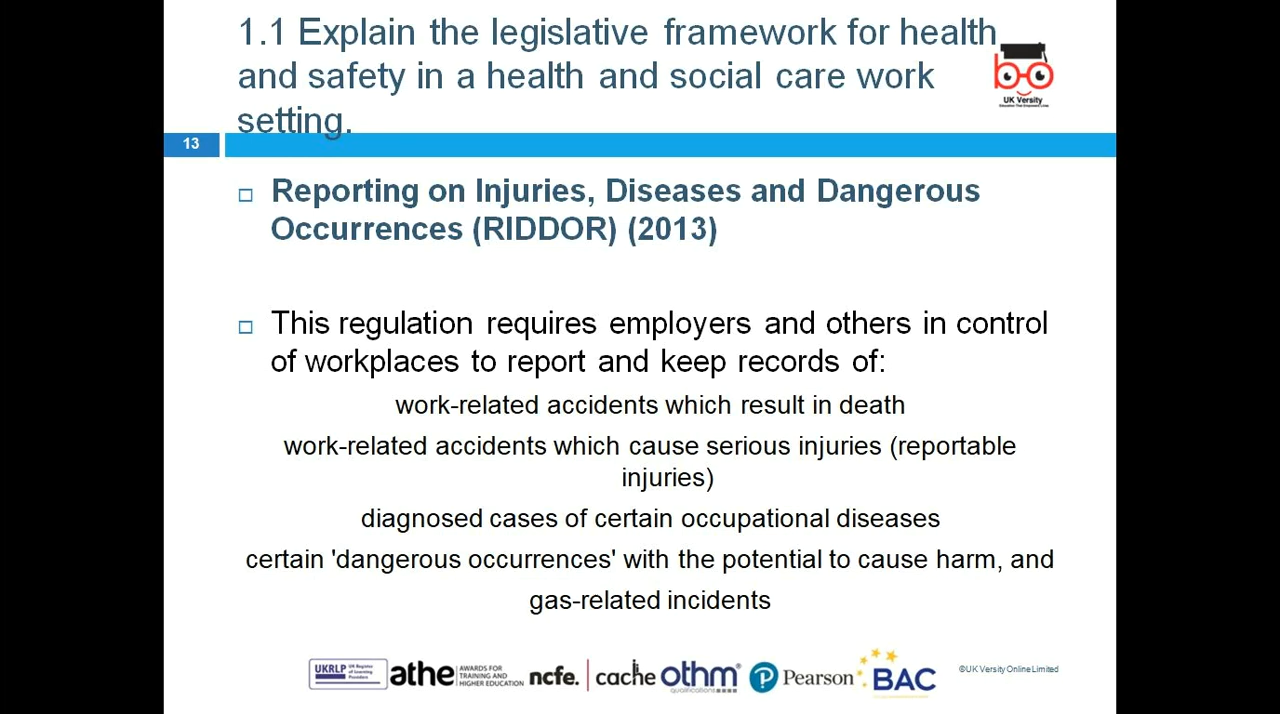 1.1 Explain the legislative framework for health
and safety in a health and social care work
setting.
UK Versity
Education That Empowers Lives
13
Reporting on Injuries, Diseases and Dangerous
Occurrences (RIDDOR) (2013)
This regulation requires employers and others in control
of workplaces to report and keep records of:
work-related accidents which result in death
work-related accidents which cause serious injuries (reportable
injuries)
diagnosed cases of certain occupational diseases
certain 'dangerous occurrences' with the potential to cause harm, and
gas-related incidents
UKRLP UK Register of Learning Providers
athe AWARDS FOR TRAINING AND HIGHER EDUCATION
ncfe.
cache
othm qualifications
Pearson
BAC
©UK Versity Online Limited